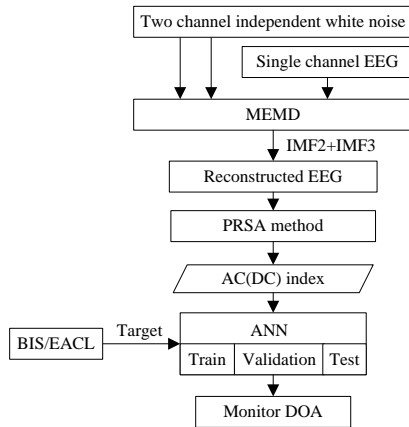 Two channel independent white noise
Single channel EEG
MEMD
IMF2+IMF3
Reconstructed EEG
PRSA method
AC(DC) index
BIS/EACL
Target
ANN
Train Validation Test
Monitor DOA